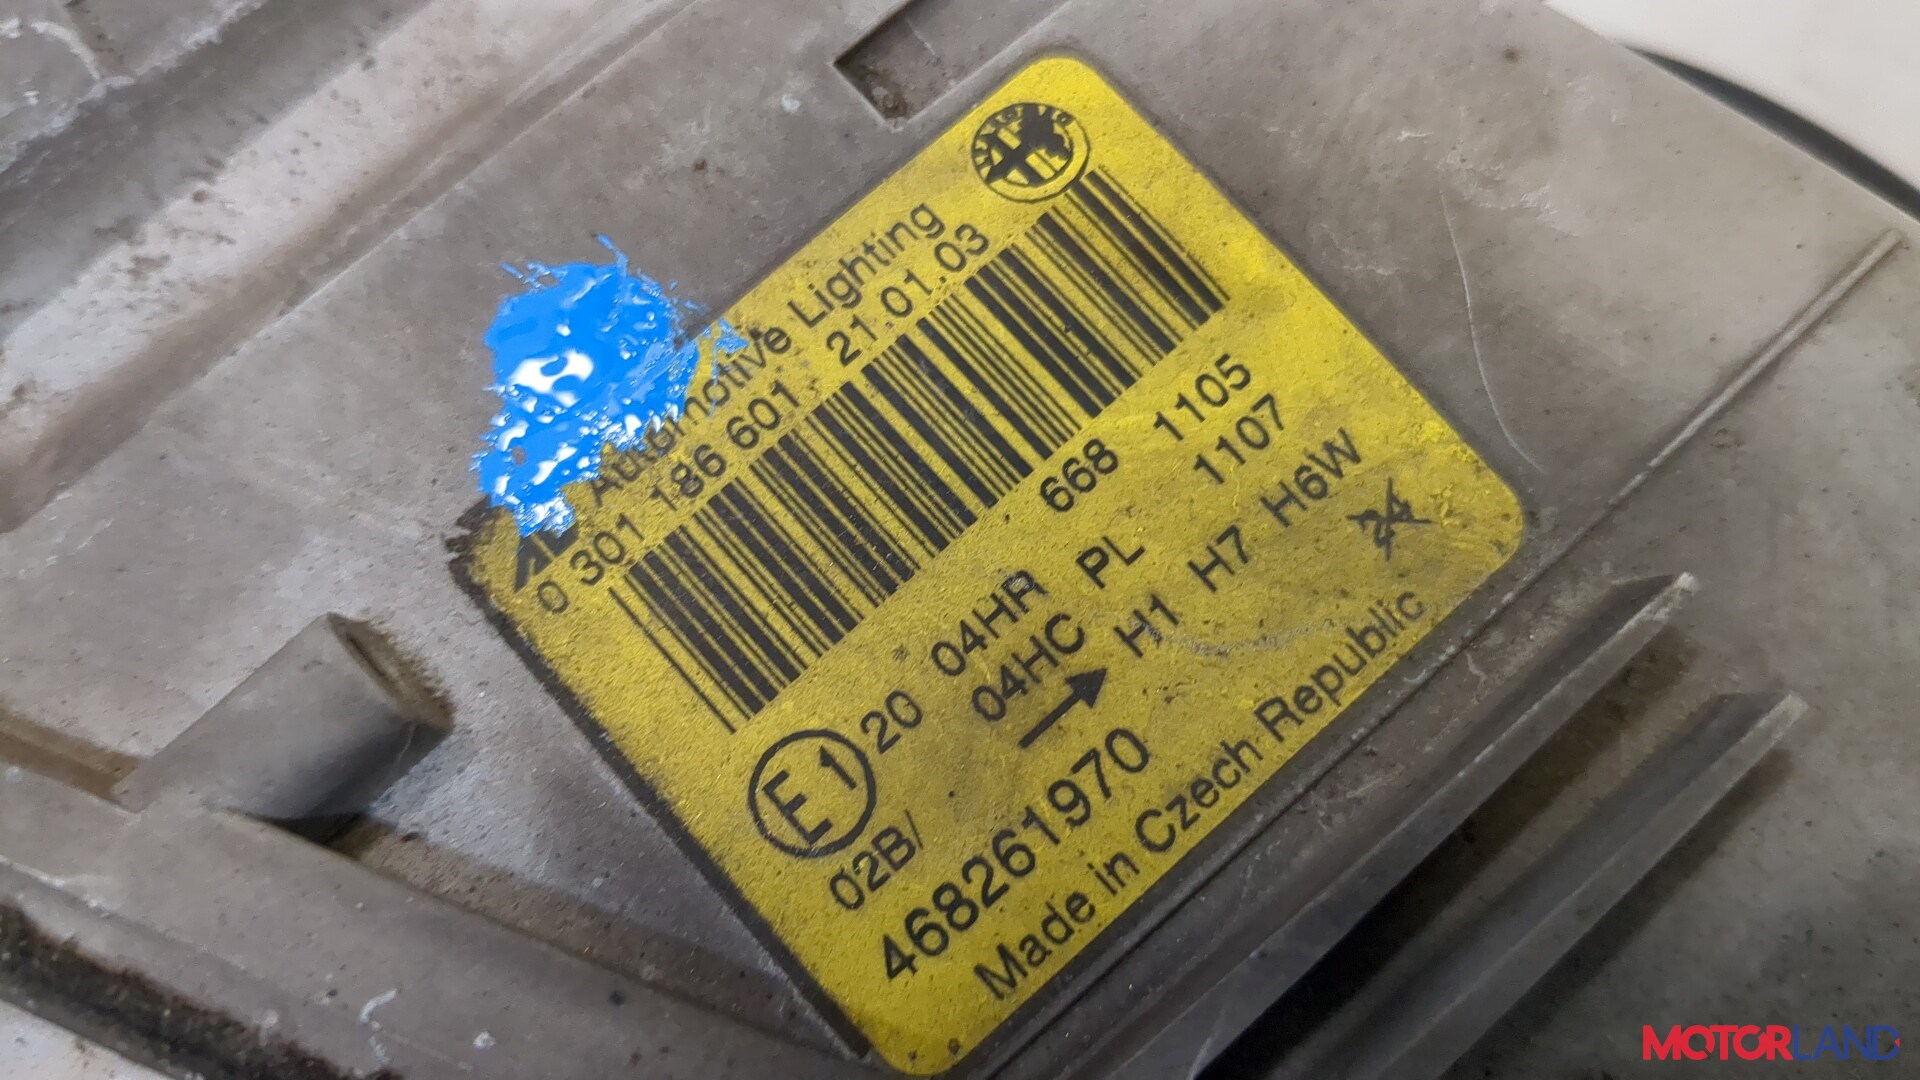 Automotive Lighting
0 301 186 601 21.01.03
668 1105
1107
20 04HR PL
04HC H1 H7 H6W
E1
02B/
468261970
Made in Czech Republic
MOTORLAND